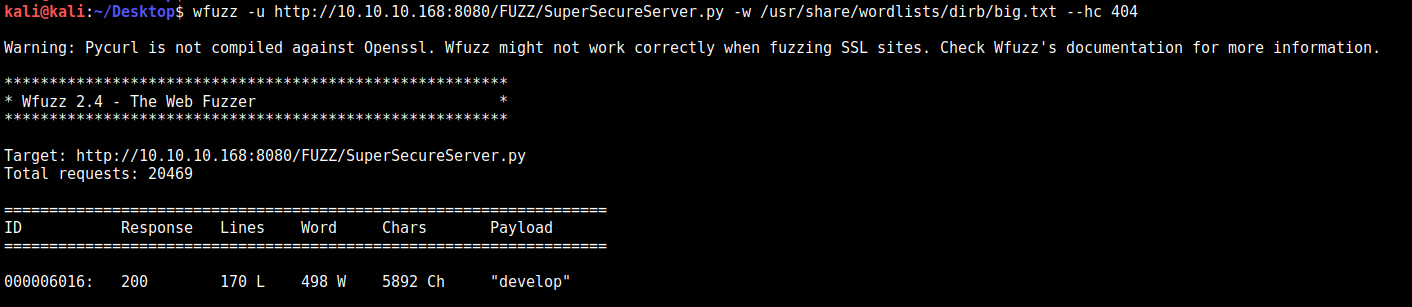 kali@kali:~/Desktop$ wfuzz -u http://10.10.10.168:8080/FUZZ/SuperSecureServer.py -w /usr/share/wordlists/dirb/big.txt --hc 404
Warning: Pycurl is not compiled against Openssl. Wfuzz might not work correctly when fuzzing SSL sites. Check Wfuzz's documentation for more information.
********************************************************
* Wfuzz 2.4 - The Web Fuzzer                           *
********************************************************
Target: http://10.10.10.168:8080/FUZZ/SuperSecureServer.py
Total requests: 20469
===================================================================
ID           Response   Lines    Word     Chars       Payload
===================================================================
000006016:   200        170 L    498 W    5892 Ch     "develop"